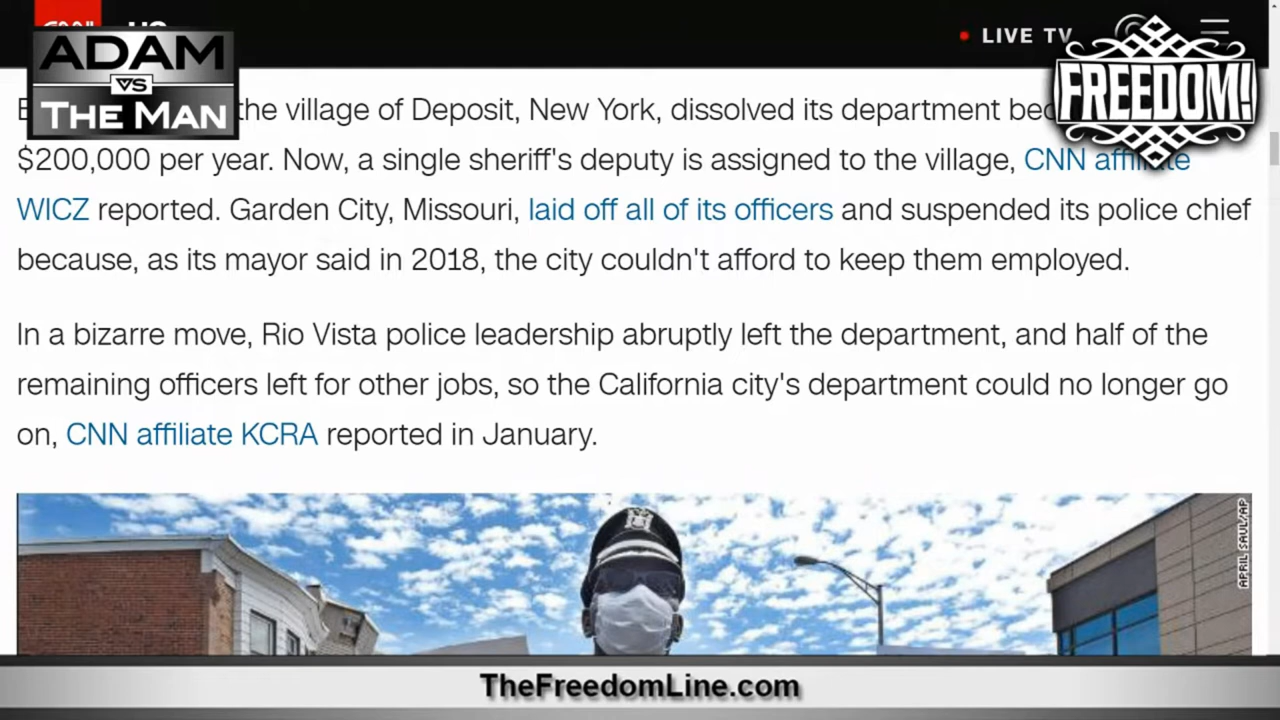 LIVE TV
ADAM
VS
THE MAN
FREEDOM!
the village of Deposit, New York, dissolved its department
$200,000 per year. Now, a single sheriff's deputy is assigned to the village, CNN affiliate
WICZ reported. Garden City, Missouri, laid off all of its officers and suspended its police chief
because, as its mayor said in 2018, the city couldn't afford to keep them employed.
In a bizarre move, Rio Vista police leadership abruptly left the department, and half of the
remaining officers left for other jobs, so the California city's department could no longer go
on, CNN affiliate KCRA reported in January.
APRIL SAUL/AP
TheFreedomLine.com